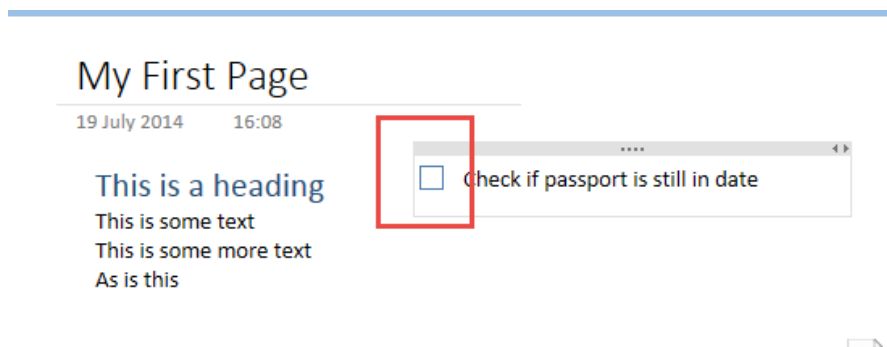 My First Page
19 July 2014 16:08
This is a heading
This is some text
This is some more text
As is this
Check if passport is still in date